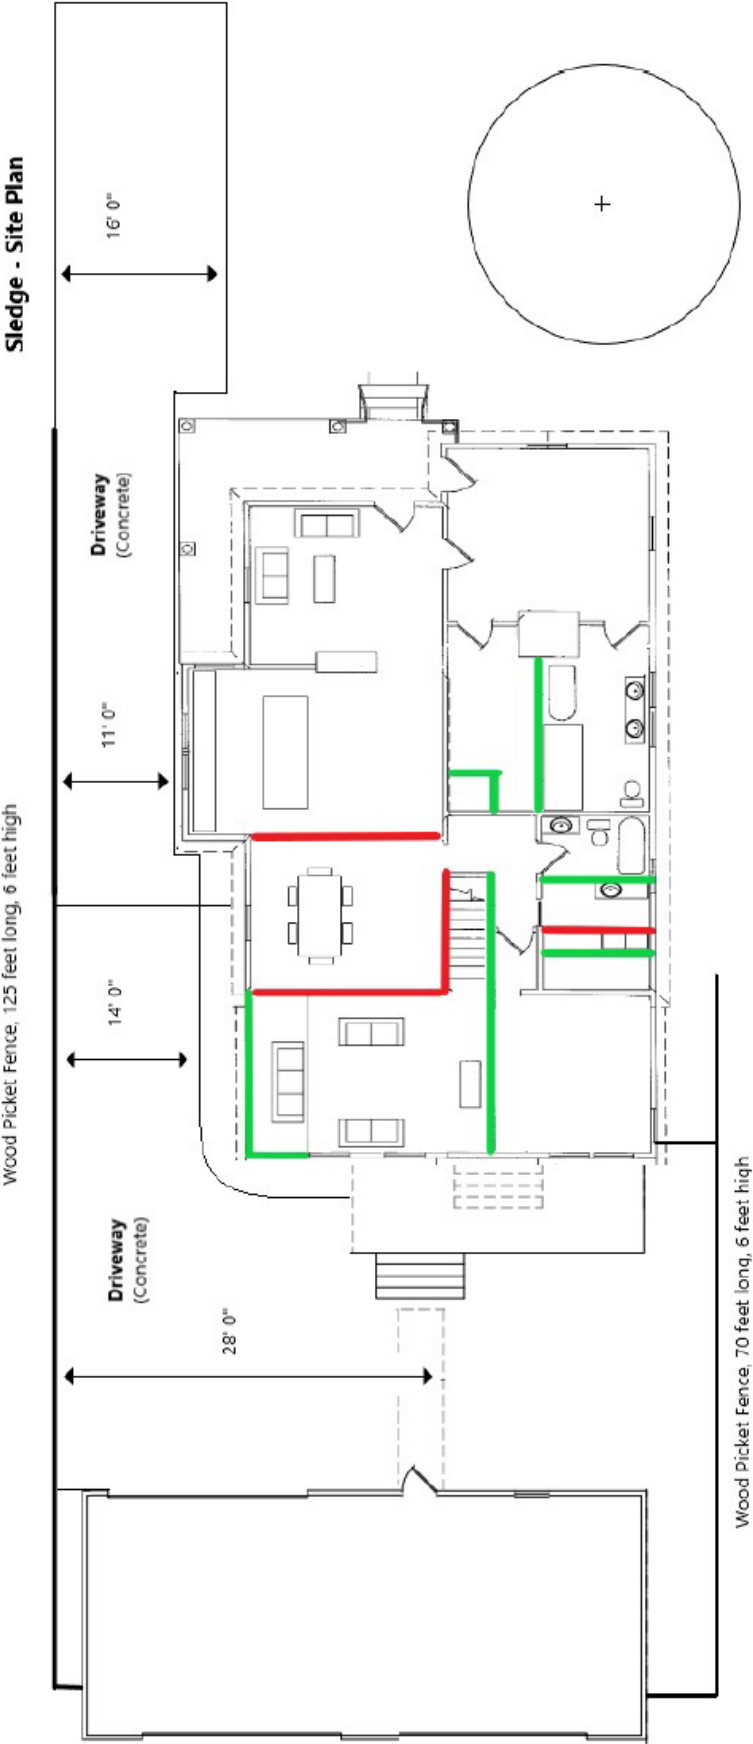 Sledge - Site Plan
16' 0"
Driveway
(Concrete)
11' 0"
Wood Picket Fence, 125 feet long, 6 feet high
14' 0"
Driveway
(Concrete)
28' 0"
Wood Picket Fence, 70 feet long, 6 feet high